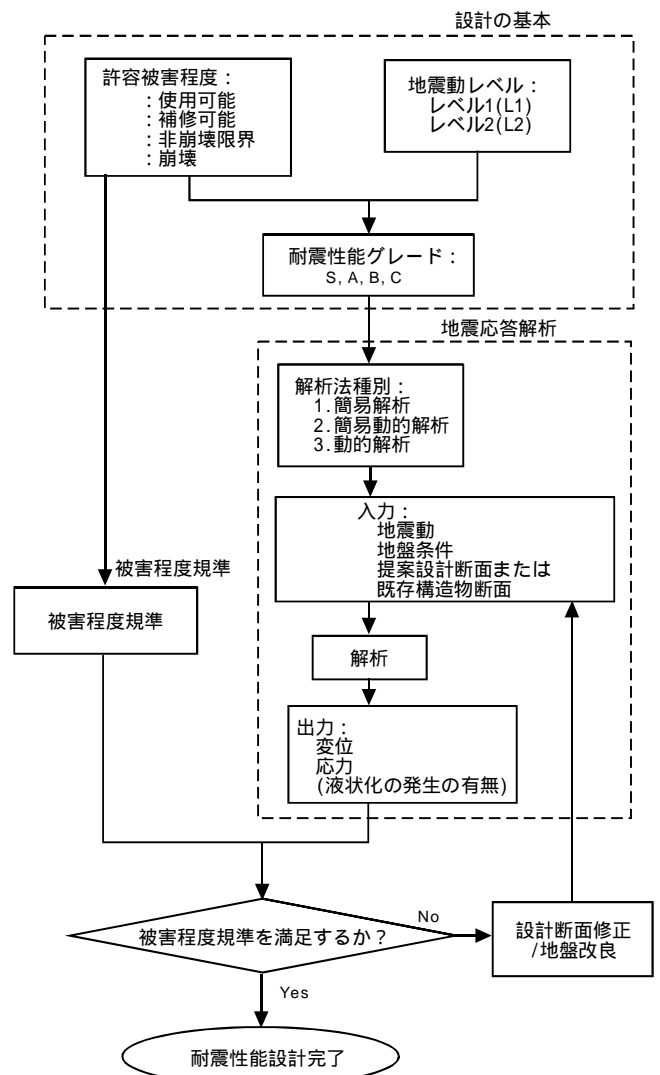 設計の基本
許容被害程度：
：使用可能
：補修可能
：非崩壊限界
：崩壊
地震動レベル：
レベル1(L1)
レベル2(L2)
耐震性能グレード：
S, A, B, C
地震応答解析
解析法種別：
1.簡易解析
2.簡易動的解析
3.動的解析
入力：
地震動
地盤条件
提案設計断面または
既存構造物断面
被害程度規準
被害程度規準
解析
出力：
変位
応力
(液状化の発生の有無)
被害程度規準を満足するか？
No
設計断面修正
/地盤改良
Yes
耐震性能設計完了